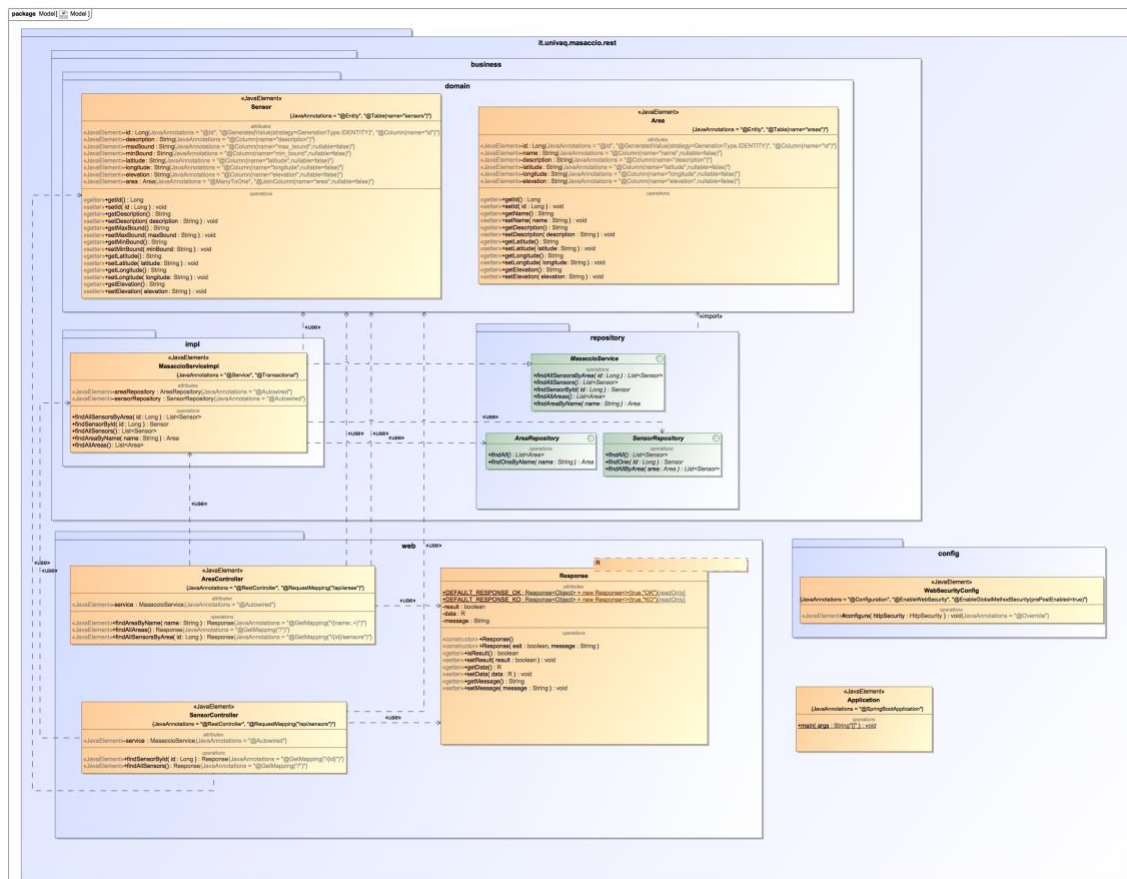 package Model[ Model ]
it.univaq.masaccio.rest
business
domain
«JavaElement»
Sensor
{JavaAnnotations = "@Entity", "@Table(name="sensors")"}
attributes
«JavaElement»-id : Long{JavaAnnotations = "@Id", "@GeneratedValue(strategy=GenerationType.IDENTITY)", "@Column(name="id")"}
«JavaElement»-description : String{JavaAnnotations = "@Column(name="description")"}
«JavaElement»-maxBound : String{JavaAnnotations = "@Column(name="max_bound",nullable=false)"}
«JavaElement»-minBound : String{JavaAnnotations = "@Column(name="min_bound",nullable=false)"}
«JavaElement»-latitude : String{JavaAnnotations = "@Column(name="latitude",nullable=false)"}
«JavaElement»-longitude : String{JavaAnnotations = "@Column(name="longitude",nullable=false)"}
«JavaElement»-elevation : String{JavaAnnotations = "@Column(name="elevation",nullable=false)"}
«JavaElement»-area : Area{JavaAnnotations = "@ManyToOne", "@JoinColumn(name="area",nullable=false)"}
operations
«getter»+getId() : Long
«setter»+setId( id : Long ) : void
«getter»+getDescription() : String
«setter»+setDescription( description : String ) : void
«getter»+getMaxBound() : String
«setter»+setMaxBound( maxBound : String ) : void
«getter»+getMinBound() : String
«setter»+setMinBound( minBound : String ) : void
«getter»+getLatitude() : String
«setter»+setLatitude( latitude : String ) : void
«getter»+getLongitude() : String
«setter»+setLongitude( longitude : String ) : void
«getter»+getElevation() : String
«setter»+setElevation( elevation : String ) : void
«JavaElement»
Area
{JavaAnnotations = "@Entity", "@Table(name="areas")"}
attributes
«JavaElement»-id : Long{JavaAnnotations = "@Id", "@GeneratedValue(strategy=GenerationType.IDENTITY)", "@Column(name="id")"}
«JavaElement»-name : String{JavaAnnotations = "@Column(name="name",nullable=false)"}
«JavaElement»-description : String{JavaAnnotations = "@Column(name="description")"}
«JavaElement»-latitude : String{JavaAnnotations = "@Column(name="latitude",nullable=false)"}
«JavaElement»-longitude : String{JavaAnnotations = "@Column(name="longitude",nullable=false)"}
«JavaElement»-elevation : String{JavaAnnotations = "@Column(name="elevation",nullable=false)"}
operations
«getter»+getId() : Long
«setter»+setId( id : Long ) : void
«getter»+getName() : String
«setter»+setName( name : String ) : void
«getter»+getDescription() : String
«setter»+setDescription( description : String ) : void
«getter»+getLatitude() : String
«setter»+setLatitude( latitude : String ) : void
«getter»+getLongitude() : String
«setter»+setLongitude( longitude : String ) : void
«getter»+getElevation() : String
«setter»+setElevation( elevation : String ) : void
«use»
«import»
impl
«JavaElement»
MasaccioServiceImpl
{JavaAnnotations = "@Service", "@Transactional"}
attributes
«JavaElement»-areaRepository : AreaRepository{JavaAnnotations = "@Autowired"}
«JavaElement»-sensorRepository : SensorRepository{JavaAnnotations = "@Autowired"}
operations
+findAllSensorsByArea( id : Long ) : List<Sensor>
+findSensorById( id : Long ) : Sensor
+findAllSensors() : List<Sensor>
+findAreaByName( name : String ) : Area
+findAllAreas() : List<Area>
repository
MasaccioService
operations
+findAllSensorsByArea( id : Long ) : List<Sensor>
+findAllSensors() : List<Sensor>
+findSensorById( id : Long ) : Sensor
+findAllAreas() : List<Area>
+findAreaByName( name : String ) : Area
«use»
«use»
«use»
«use»
AreaRepository
operations
+findAll() : List<Area>
+findOneByName( name : String ) : Area
SensorRepository
operations
+findAll() : List<Sensor>
+findOne( id : Long ) : Sensor
+findAllByArea( area : Area ) : List<Sensor>
«use»
web
«use»
«use»
«use»
«JavaElement»
AreaController
{JavaAnnotations = "@RestController", "@RequestMapping("/api/areas")"}
attributes
«JavaElement»-service : MasaccioService{JavaAnnotations = "@Autowired"}
operations
«JavaElement»+findAreaByName( name : String ) : Response{JavaAnnotations = "@GetMapping("/{name:.+}")"}
«JavaElement»+findAllAreas() : Response{JavaAnnotations = "@GetMapping("/")"}
«JavaElement»+findAllSensorsByArea( id : Long ) : Response{JavaAnnotations = "@GetMapping("/{id}/sensors")"}
«use»
R
Response
attributes
+DEFAULT_RESPONSE_OK : Response<Object> = new Response<>(true,"OK"){readOnly}
+DEFAULT_RESPONSE_KO : Response<Object> = new Response<>(true,"KO"){readOnly}
-result : boolean
-data : R
-message : String
operations
«constructor» +Response()
«constructor» +Response( esit : boolean, message : String )
«getter»+isResult() : boolean
«setter»+setResult( result : boolean ) : void
«getter»+getData() : R
«setter»+setData( data : R ) : void
«getter»+getMessage() : String
«setter»+setMessage( message : String ) : void
«JavaElement»
SensorController
{JavaAnnotations = "@RestController", "@RequestMapping("/api/sensors")"}
attributes
«JavaElement»-service : MasaccioService{JavaAnnotations = "@Autowired"}
operations
«JavaElement»+findSensorById( id : Long ) : Response{JavaAnnotations = "@GetMapping("/{id}")"}
«JavaElement»+findAllSensors() : Response{JavaAnnotations = "@GetMapping("/")"}
«use»
config
«JavaElement»
WebSecurityConfig
{JavaAnnotations = "@Configuration", "@EnableWebSecurity", "@EnableGlobalMethodSecurity(prePostEnabled=true)"}
operations
«JavaElement»#configure( httpSecurity : HttpSecurity ) : void{JavaAnnotations = "@Override"}
«JavaElement»
Application
{JavaAnnotations = "@SpringBootApplication"}
operations
+main( args : String"[]" ) : void